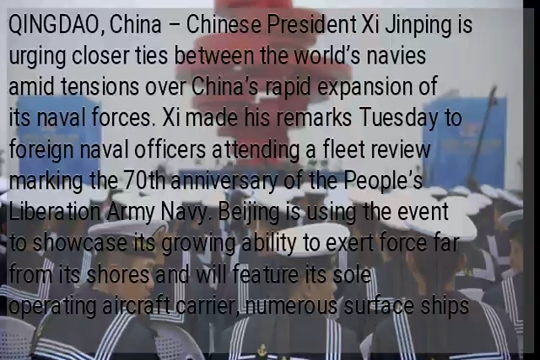 QINGDAO, China – Chinese President Xi Jinping is
urging closer ties between the world's navies
amid tensions over China's rapid expansion of
its naval forces. Xi made his remarks Tuesday to
foreign naval officers attending a fleet review
marking the 70th anniversary of the People's
Liberation Army Navy. Beijing is using the event
to showcase its growing ability to exert force far
from its shores and will feature its sole
operating aircraft carrier, numerous surface ships